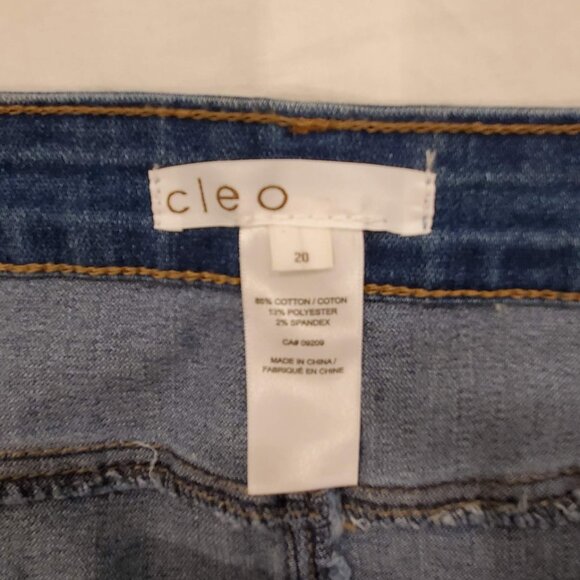 cleo
20
85% COTTON / COTON
13% POLYESTER
2% SPANDEX
CA# 09209
MADE IN CHINA /
FABRIQUÉ EN CHINE